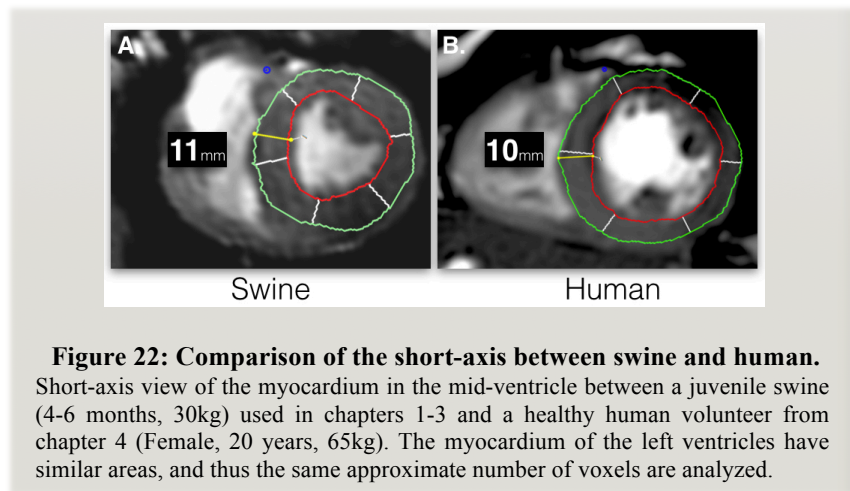 A.
B.
11mm
10mm
Swine
Human
Figure 22: Comparison of the short-axis between swine and human.
Short-axis view of the myocardium in the mid-ventricle between a juvenile swine
(4-6 months, 30kg) used in chapters 1-3 and a healthy human volunteer from
chapter 4 (Female, 20 years, 65kg). The myocardium of the left ventricles have
similar areas, and thus the same approximate number of voxels are analyzed.